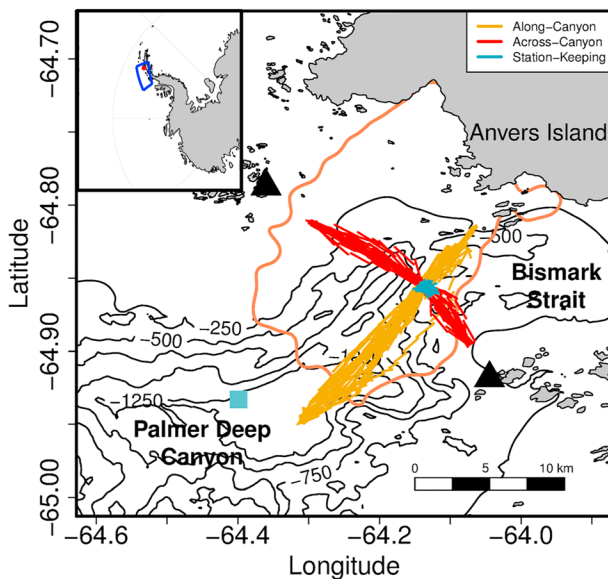 Along-Canyon
Across-Canyon
Station-Keeping
Anvers Island
Bismark
Strait
Palmer Deep
Canyon
-500
-250
-500
-1250
-750
0 5 10 km
-64.70
-64.80
-64.90
-65.00
Latitude
-64.6 -64.4 -64.2 -64.0
Longitude